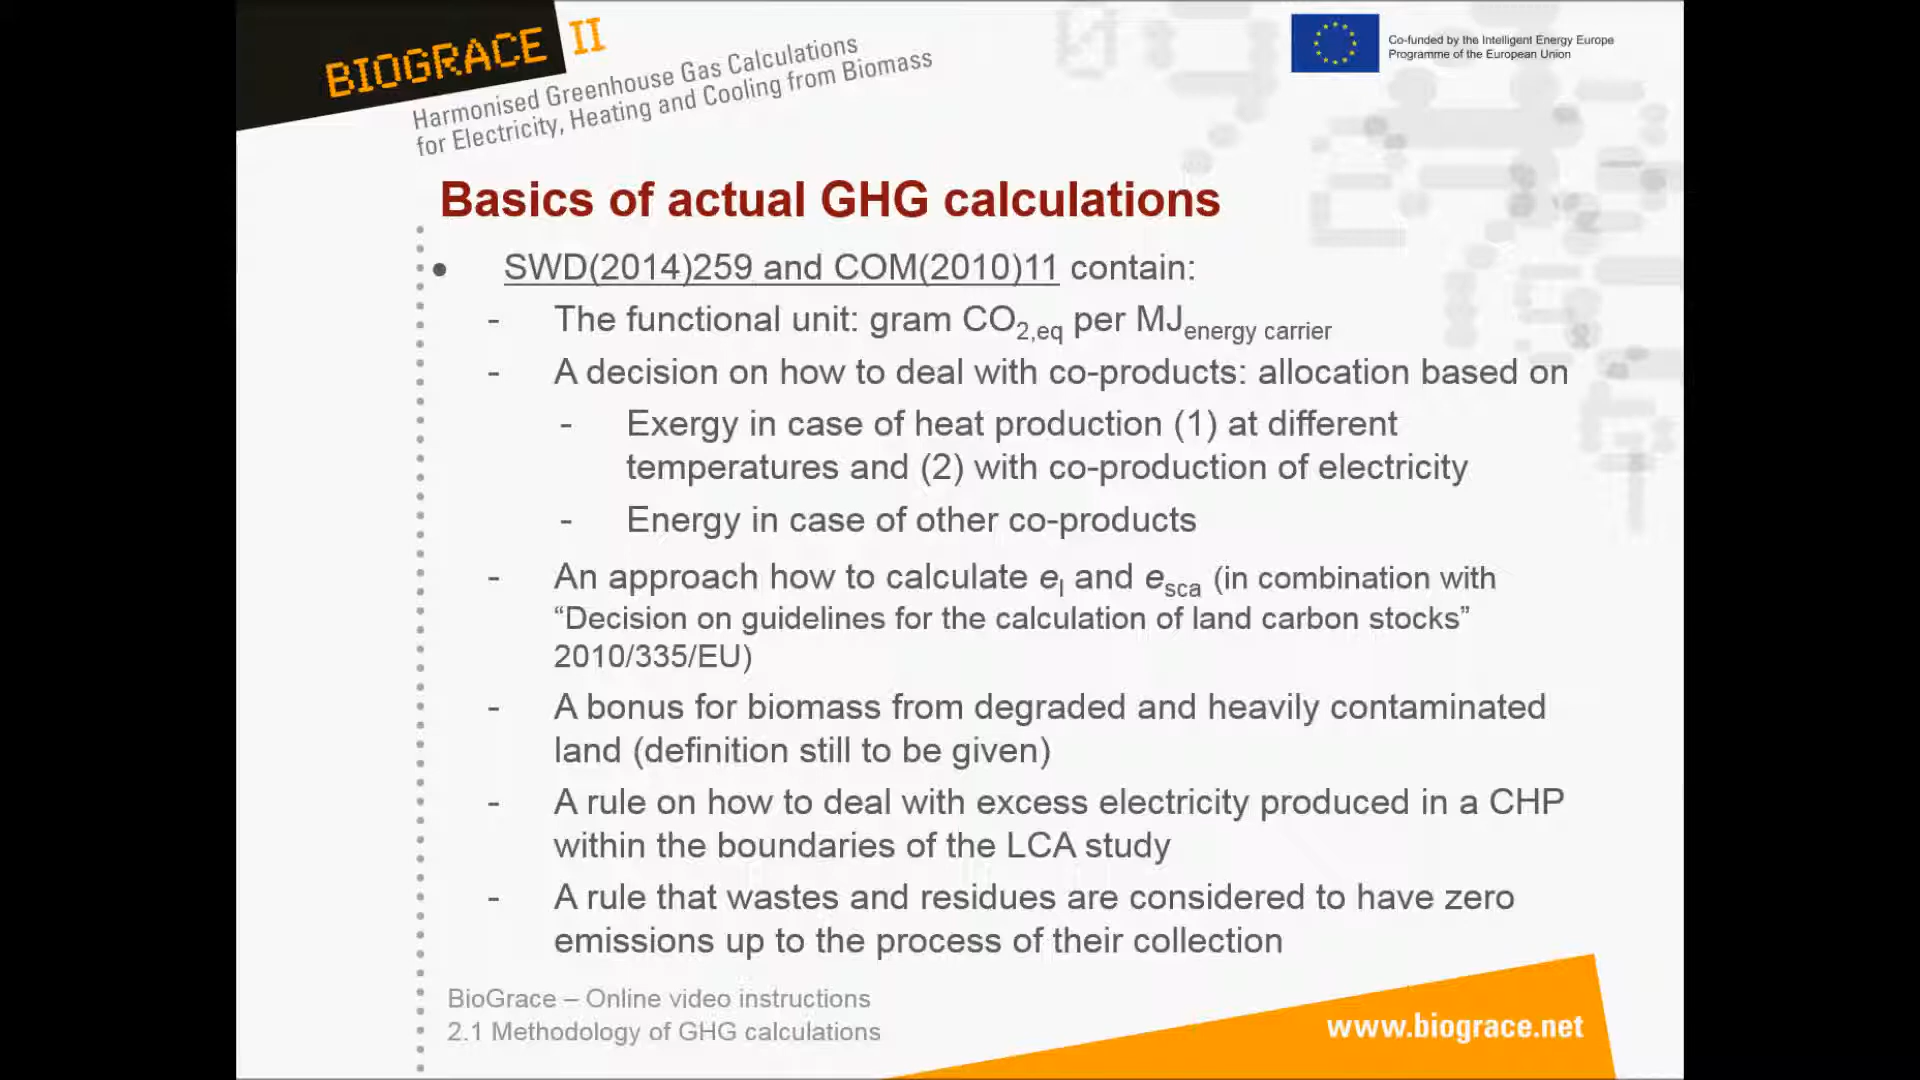 BIOGRACE II
Harmonised Greenhouse Gas Calculations
for Electricity, Heating and Cooling from Biomass
Co-funded by the Intelligent Energy Europe
Programme of the European Union
Basics of actual GHG calculations
• SWD(2014)259 and COM(2010)11 contain:
- The functional unit: gram CO2,eq per MJenergy carrier
- A decision on how to deal with co-products: allocation based on
- Exergy in case of heat production (1) at different
temperatures and (2) with co-production of electricity
- Energy in case of other co-products
- An approach how to calculate el and esca (in combination with
“Decision on guidelines for the calculation of land carbon stocks”
2010/335/EU)
- A bonus for biomass from degraded and heavily contaminated
land (definition still to be given)
- A rule on how to deal with excess electricity produced in a CHP
within the boundaries of the LCA study
- A rule that wastes and residues are considered to have zero
emissions up to the process of their collection
BioGrace – Online video instructions
2.1 Methodology of GHG calculations
www.biograce.net